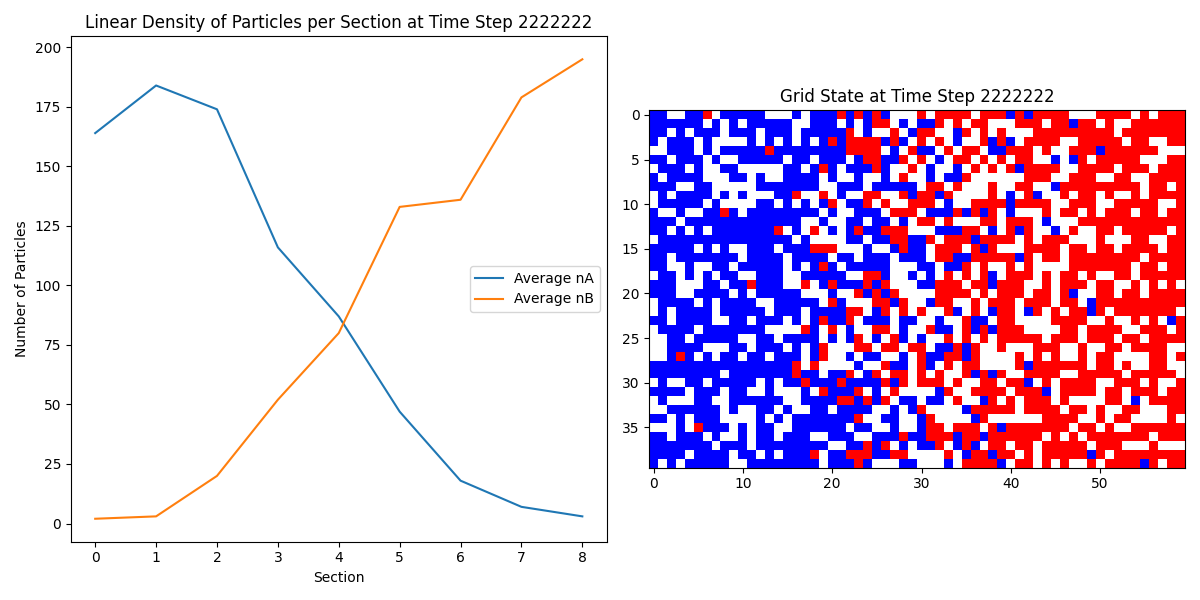 Linear Density of Particles per Section at Time Step 2222222
200
175
150
125
100
75
50
25
0
Number of Particles
Average nA
Average nB
0 1 2 3 4 5 6 7 8
Section
Grid State at Time Step 2222222
0
5
10
15
20
25
30
35
0 10 20 30 40 50